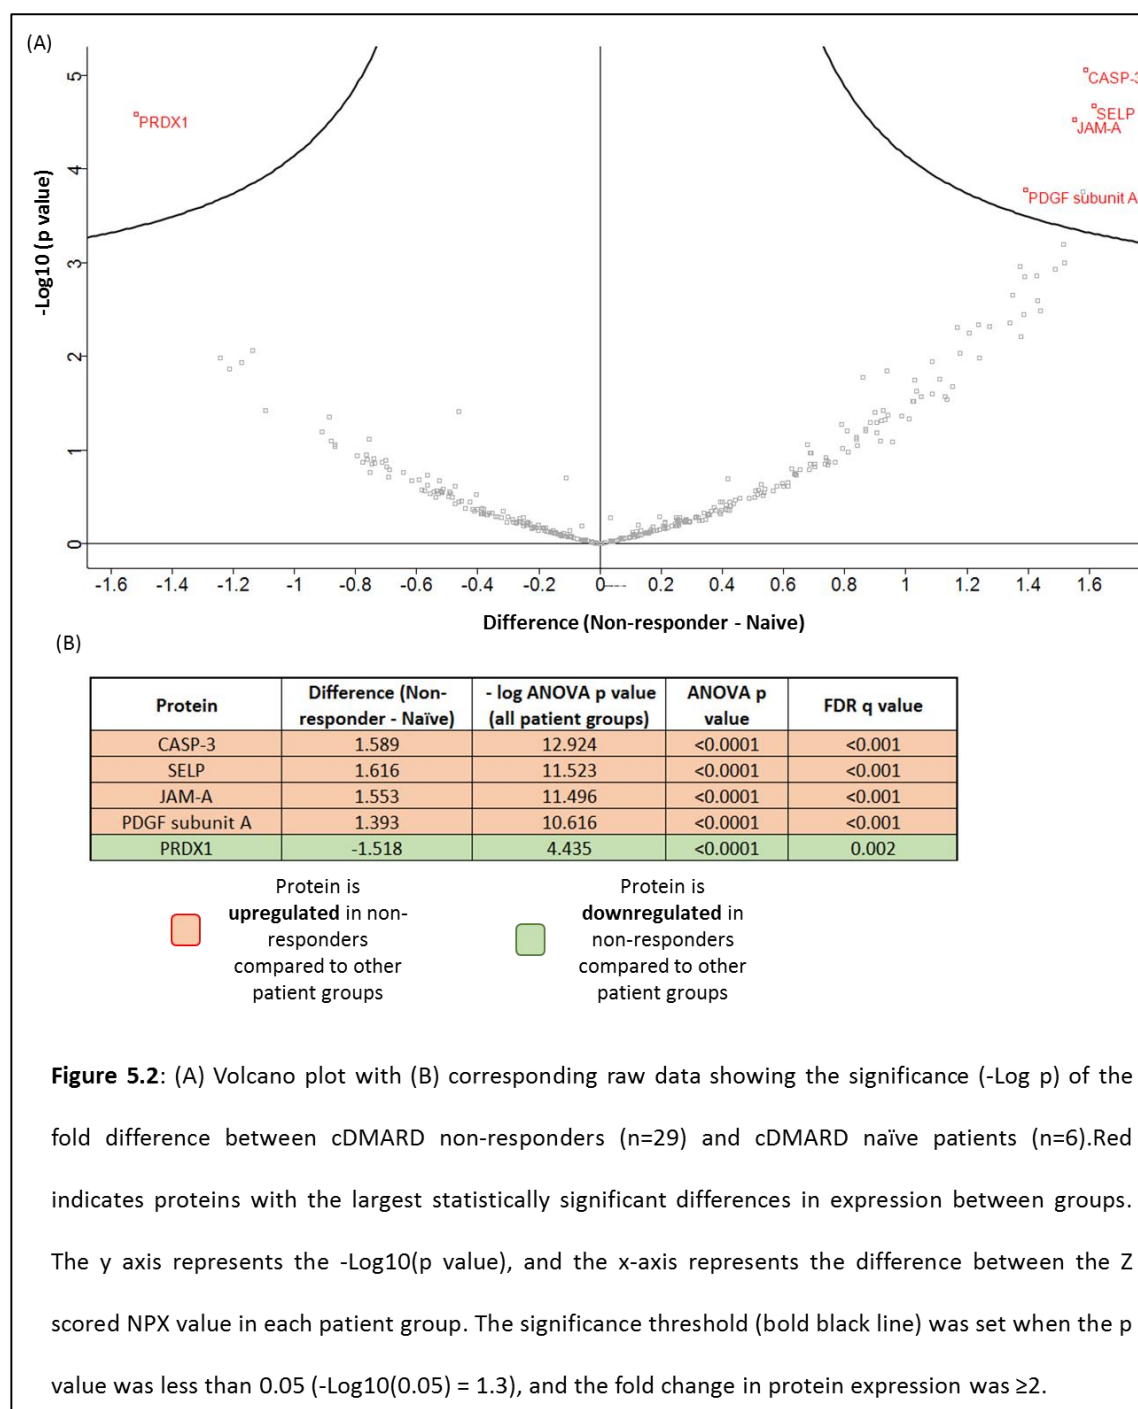 (A)
5
4
3
2
1
0
-Log10 (p value)
CASP-3
PRDX1
SELP
JAM-A
PDGF subunit A
-1.6 -1.4 -1.2 -1 -0.8 -0.6 -0.4 -0.2 0 0.2 0.4 0.6 0.8 1 1.2 1.4 1.6
Difference (Non-responder - Naive)
(B)
Protein Difference (Non-responder - Naïve) - log ANOVA p value (all patient groups) ANOVA p value FDR q value
CASP-3 1.589 12.924 <0.0001 <0.001
SELP 1.616 11.523 <0.0001 <0.001
JAM-A 1.553 11.496 <0.0001 <0.001
PDGF subunit A 1.393 10.616 <0.0001 <0.001
PRDX1 -1.518 4.435 <0.0001 0.002
Protein is
upregulated in non-
responders
compared to other
patient groups
Protein is
downregulated in
non-responders
compared to other
patient groups
Figure 5.2: (A) Volcano plot with (B) corresponding raw data showing the significance (-Log p) of the
fold difference between cDMARD non-responders (n=29) and cDMARD naïve patients (n=6).Red
indicates proteins with the largest statistically significant differences in expression between groups.
The y axis represents the -Log10(p value), and the x-axis represents the difference between the Z
scored NPX value in each patient group. The significance threshold (bold black line) was set when the p
value was less than 0.05 (-Log10(0.05) = 1.3), and the fold change in protein expression was ≥2.